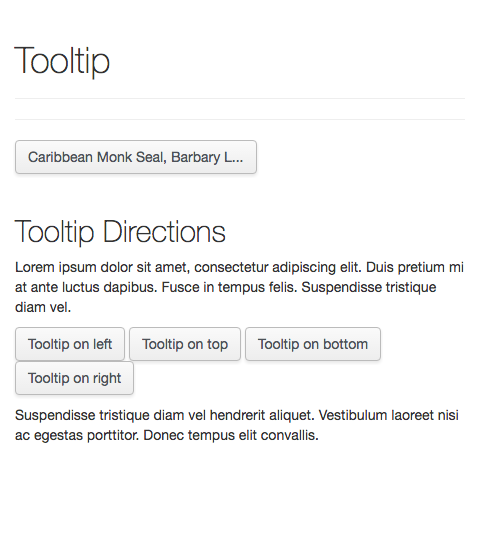 Tooltip
Caribbean Monk Seal, Barbary L...
Tooltip Directions
Lorem ipsum dolor sit amet, consectetur adipiscing elit. Duis pretium mi
at ante luctus dapibus. Fusce in tempus felis. Suspendisse tristique
diam vel.
Tooltip on left Tooltip on top Tooltip on bottom
Tooltip on right
Suspendisse tristique diam vel hendrerit aliquet. Vestibulum laoreet nisi
ac egestas porttitor. Donec tempus elit convallis.